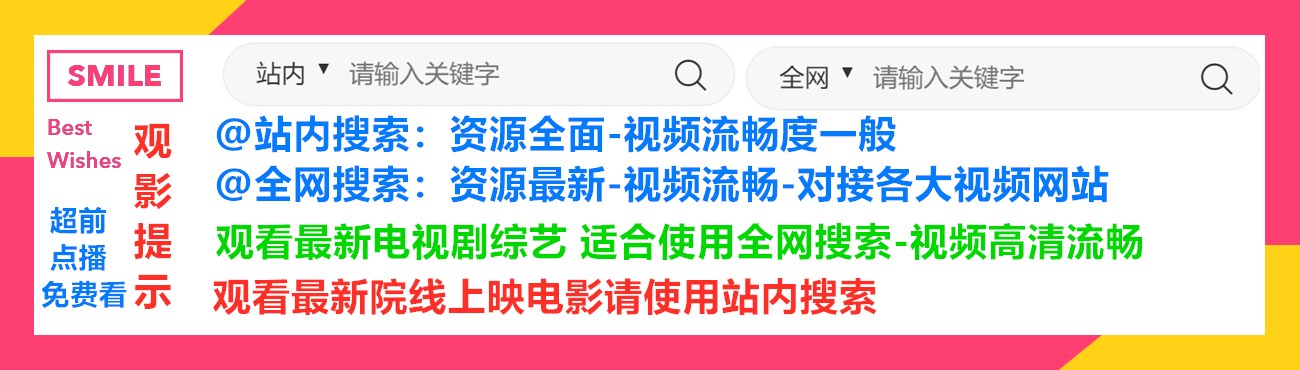 SMILE
站内 ▼ 请输入关键字
全网 ▼ 请输入关键字
Best
Wishes
超前
点播
免费看
观
影
提
示
@站内搜索：资源全面-视频流畅度一般
@全网搜索：资源最新-视频流畅-对接各大视频网站
观看最新电视剧综艺 适合使用全网搜索-视频高清流畅
观看最新院线上映电影请使用站内搜索